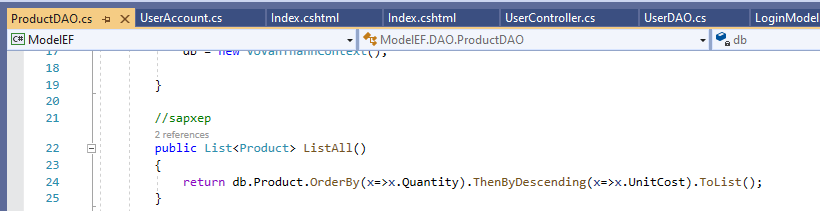 ProductDAO.cs UserAccount.cs Index.cshtml Index.cshtml UserController.cs UserDAO.cs LoginModel
C# ModelEF ModelEF.DAO.ProductDAO db
17 db = new VoVanThanhContext();
18
19 }
20
21 //sapxep
2 references
22 public List<Product> ListAll()
23 {
24 return db.Product.OrderBy(x=>x.Quantity).ThenByDescending(x=>x.UnitCost).ToList();
25 }